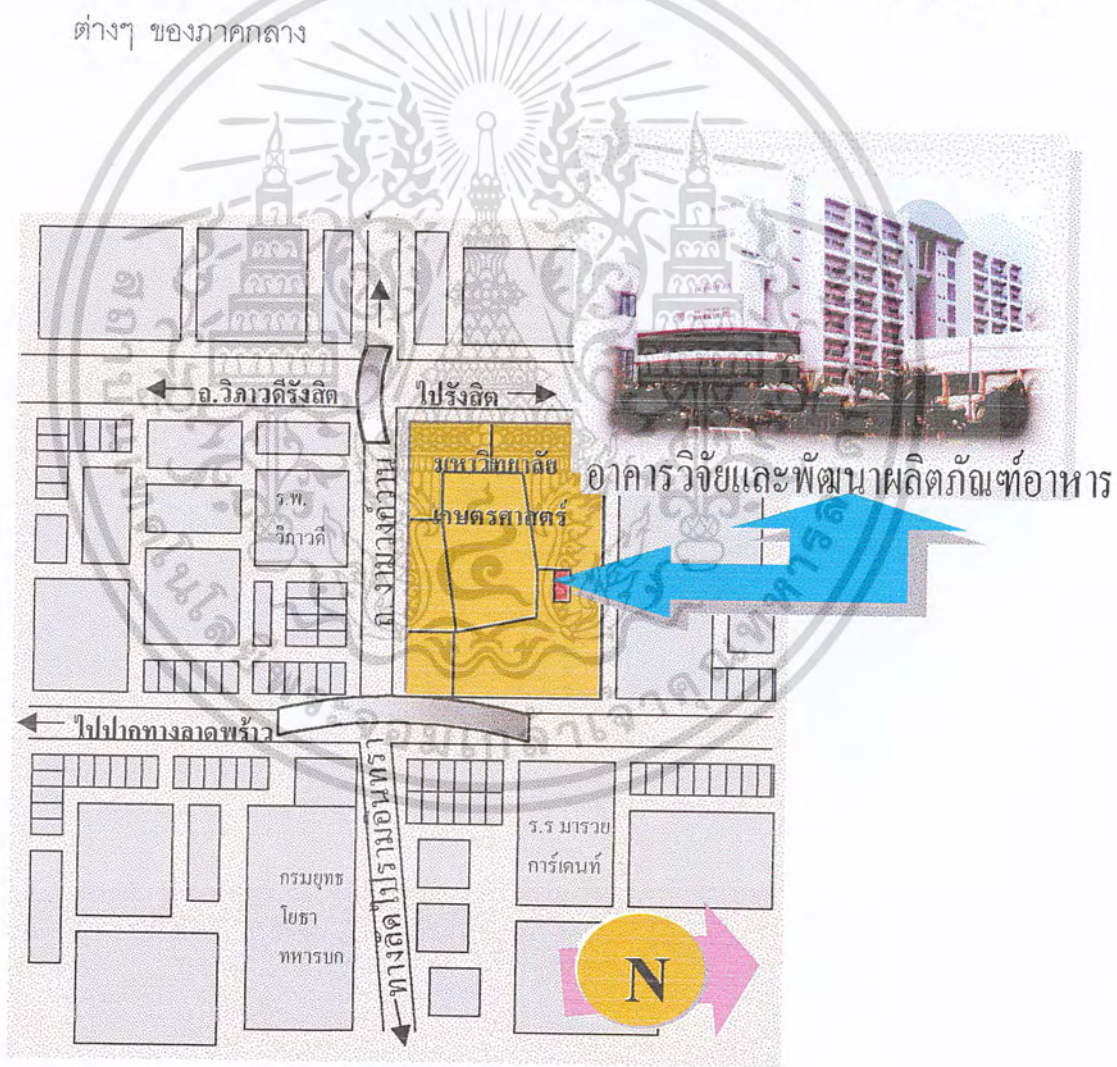 ต่างๆ ของภาคกลาง
ถ.วิภาวดีรังสิต
ไปรังสิต
มหาวิทยาลัย
เกษตรศาสตร์
ร.พ.
วิภาวดี
ถ.งามวงค์วาน
อาคารวิจัยและพัฒนาผลิตภัณฑ์อาหาร
ไปปากทางลาดพร้าว
ทางลัดไปรามอินทรา
ร.ร มารวย
การ์เดนท์
กรมยุทธ
โยธา
ทหารบก
N